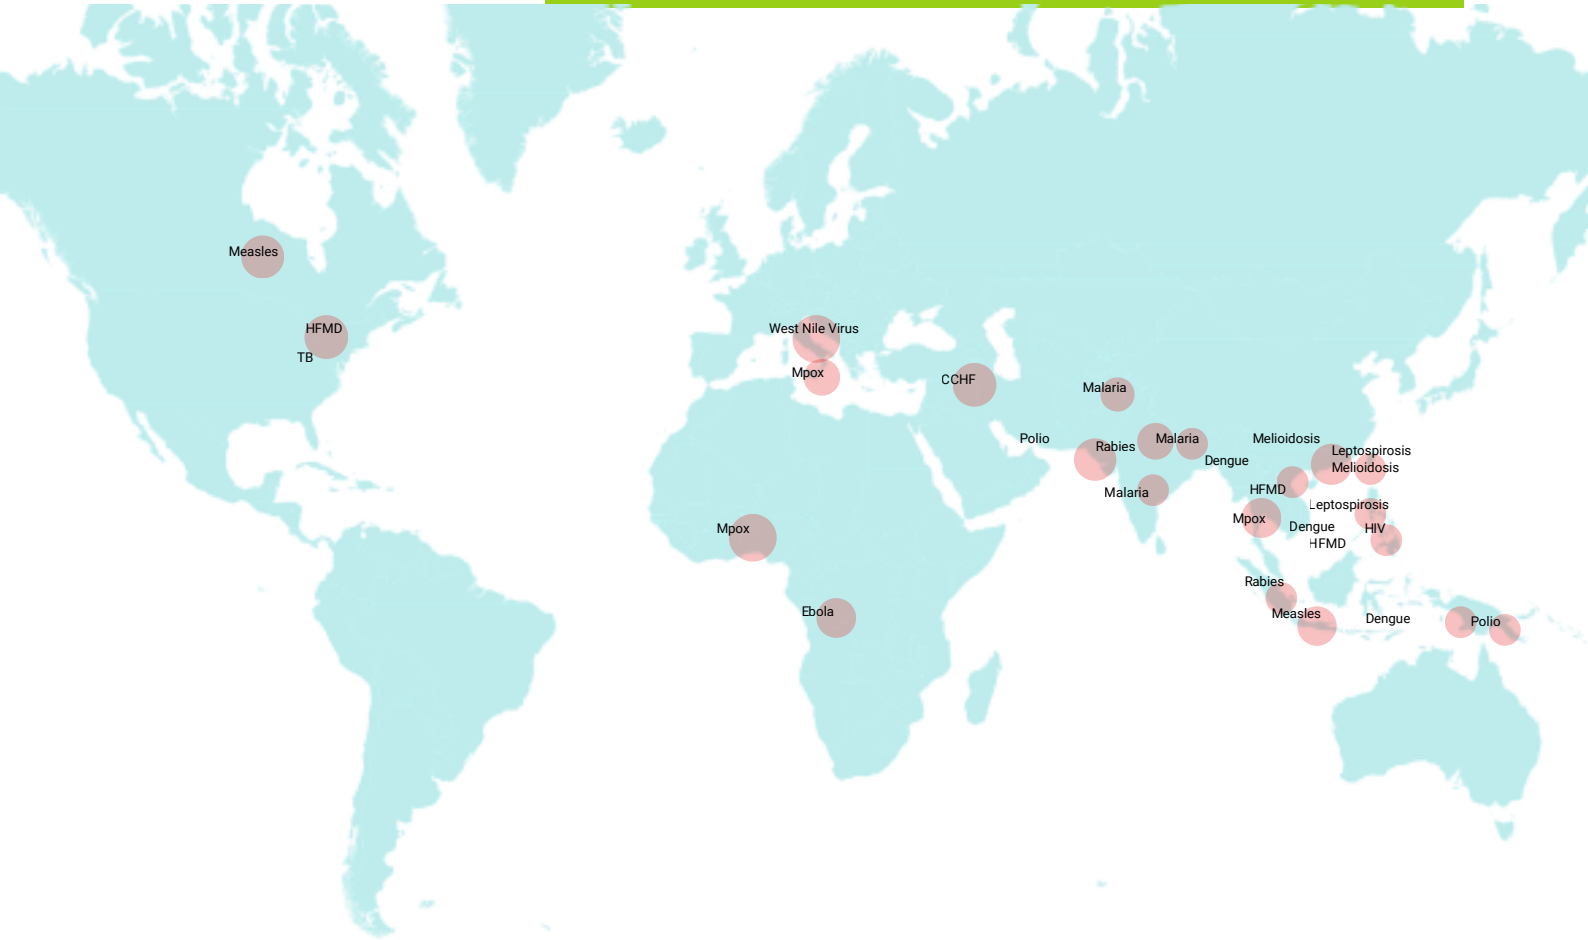 Measles
HFMD
TB
West Nile Virus
Mpox
CCHF
Malaria
Polio
Rabies
Malaria
Dengue
Malaria
Melioidosis
Leptospirosis
Melioidosis
HFMD
Leptospirosis
Mpox
Dengue
HIV
HFMD
Mpox
Ebola
Rabies
Measles
Dengue
Polio